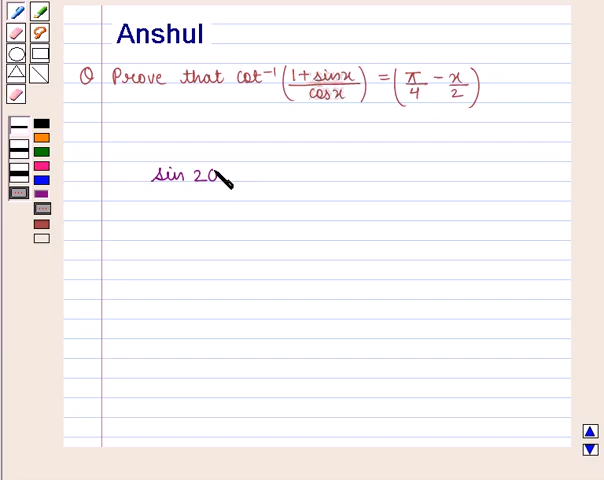 Anshul
Q Prove that cot⁻¹ (1 + sinx / cosx) = (π/4 - x/2)
sin 2